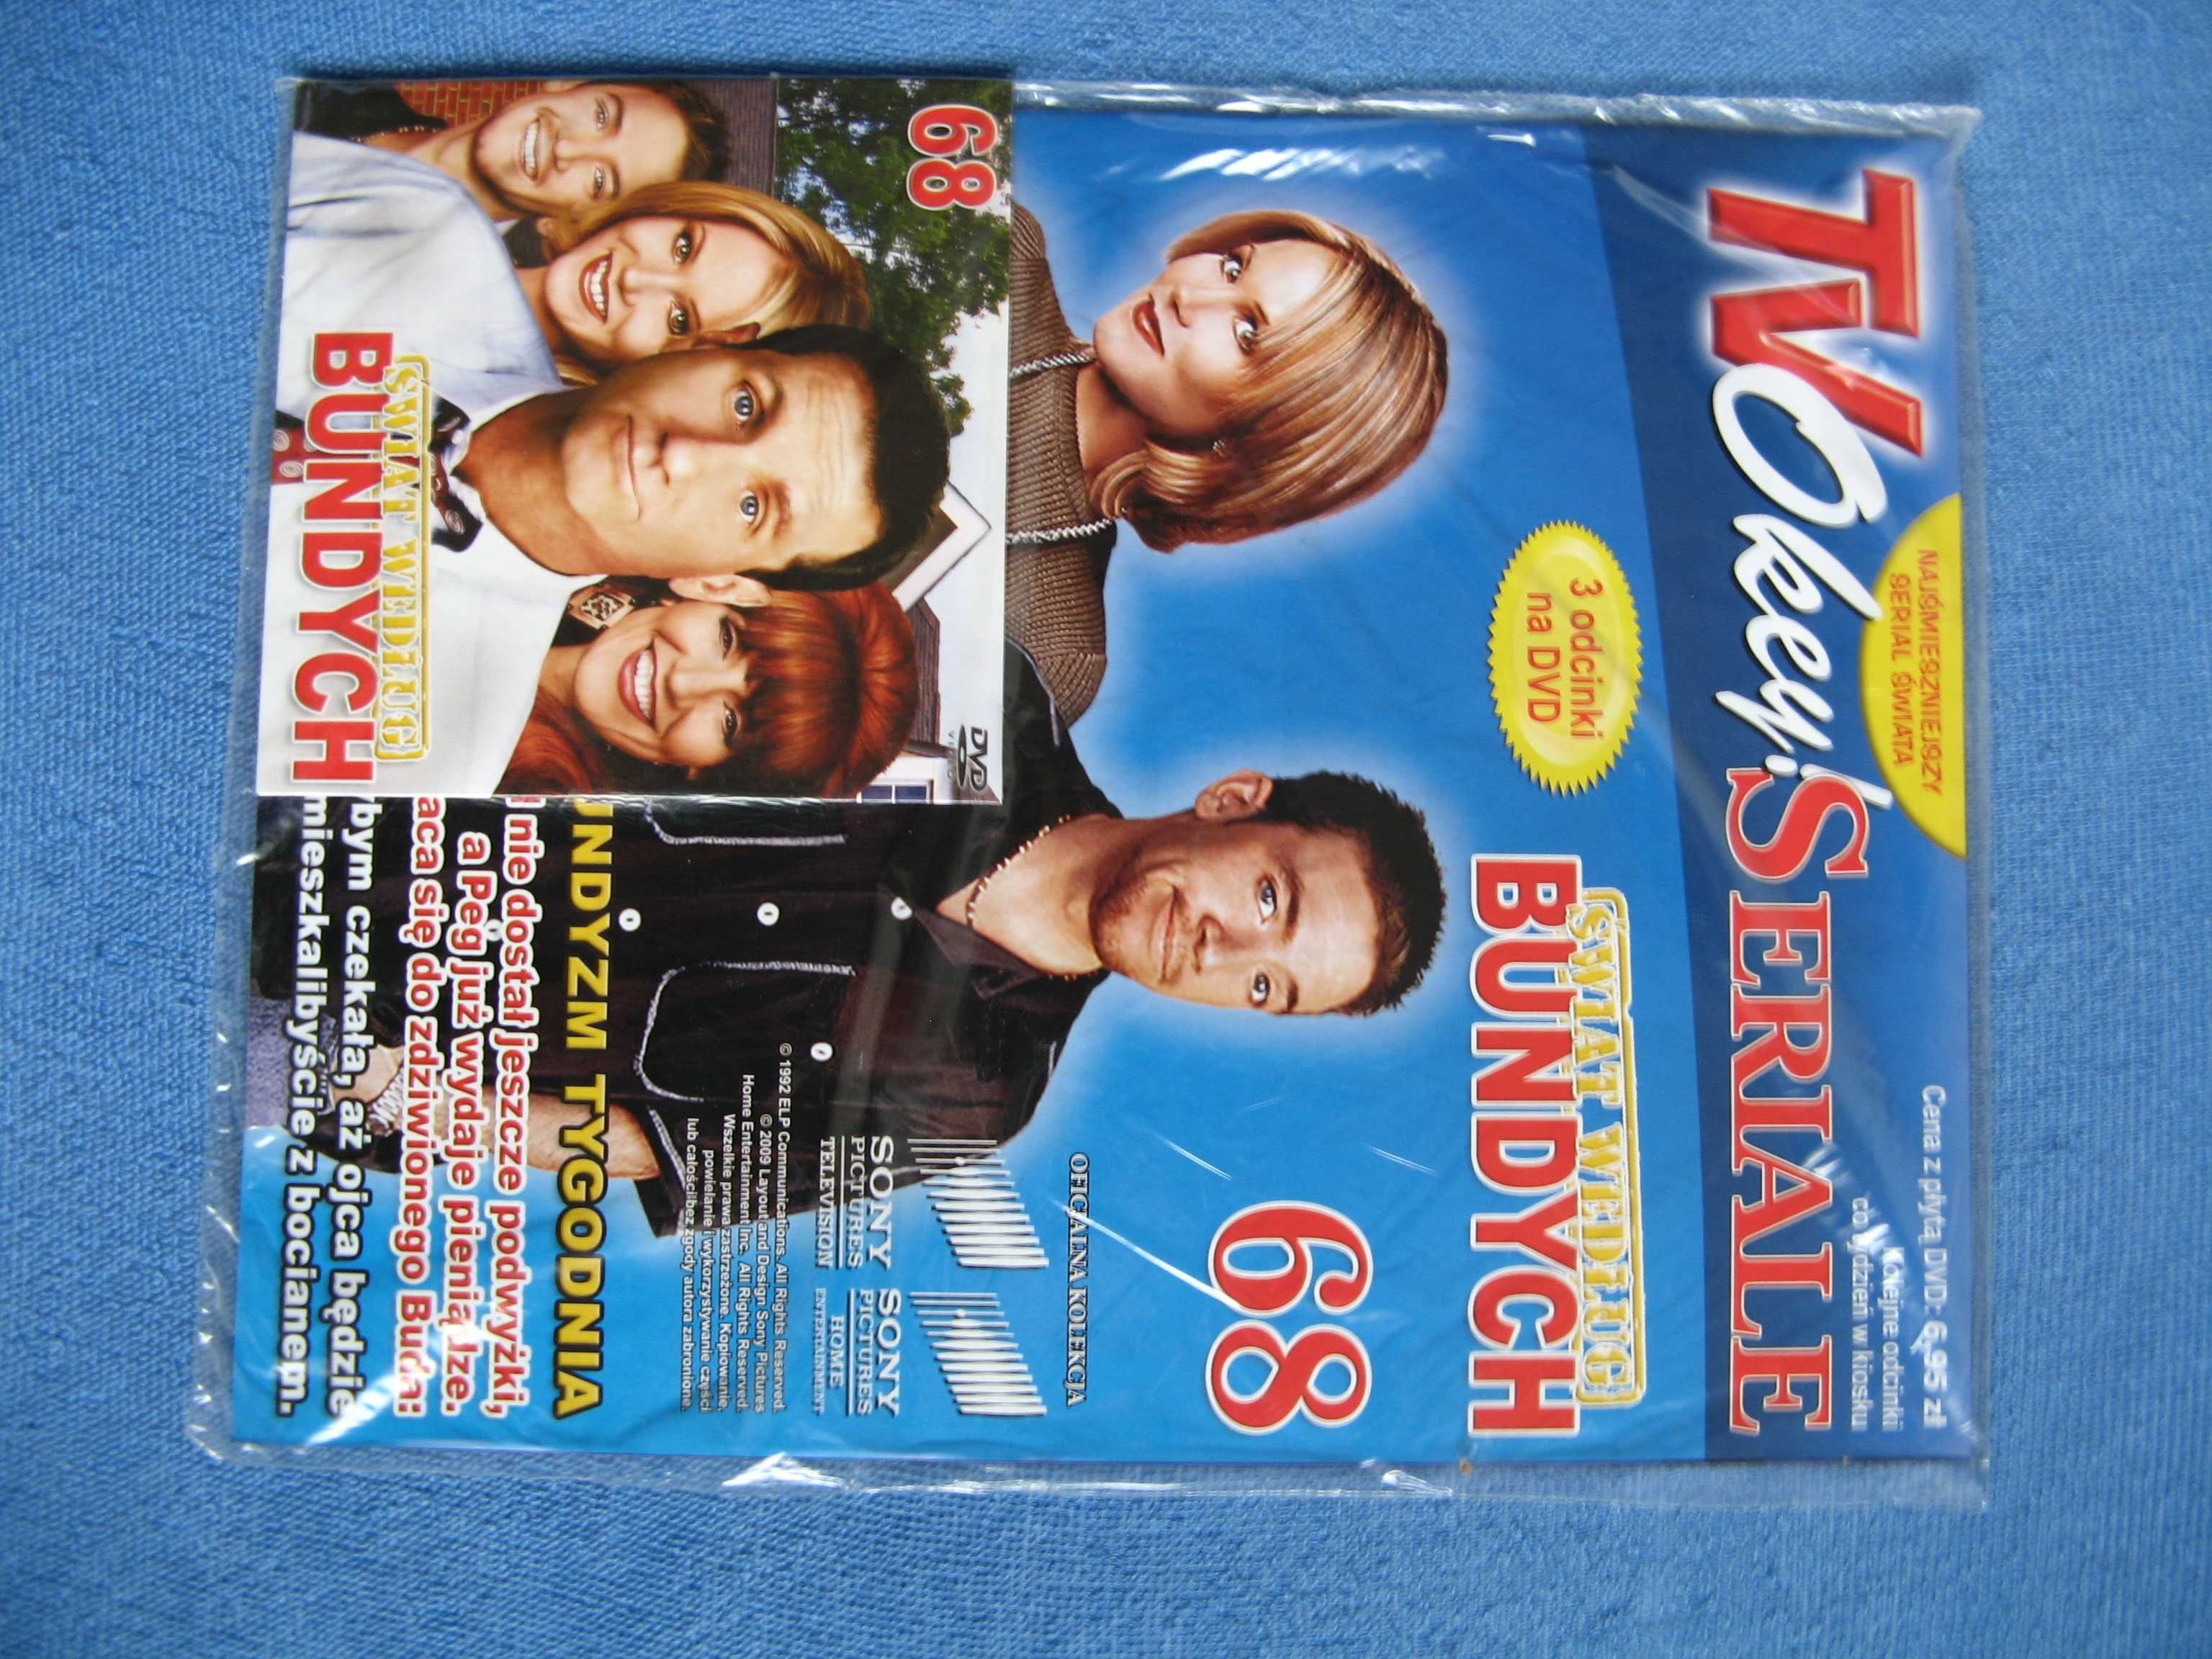 NAJŚMIESZNIEJSZY
SERIAL ŚWIATA
Cena z płytą DVD: 6,95 zł
Kolejne odcinki
co tydzień w kiosku
TV Okey! SERIALE
3 odcinki
na DVD
ŚWIAT WEDŁUG
BUNDYCH
68
OFICJALNA KOLEKCJA
SONY
PICTURES
TELEVISION
SONY
PICTURES
HOME
ENTERTAINMENT
© 1992 ELP Communications. All Rights Reserved.
© 2009 Layout and Design Sony Pictures
Home Entertainment Inc. All Rights Reserved.
Wszelkie prawa zastrzeżone. Kopiowanie,
powielanie i wykorzystywanie części
lub całości bez zgody autora zabronione.
UNDYZM TYGODNIA
nie dostał jeszcze podwyżki,
a Peg już wydaje pieniądze.
aca się do zdziwionego Buda:
bym czekała, aż ojca będzie
mieszkalibyście z bocianem.
68
DVD
VIDEO
ŚWIAT WEDŁUG
BUNDYCH